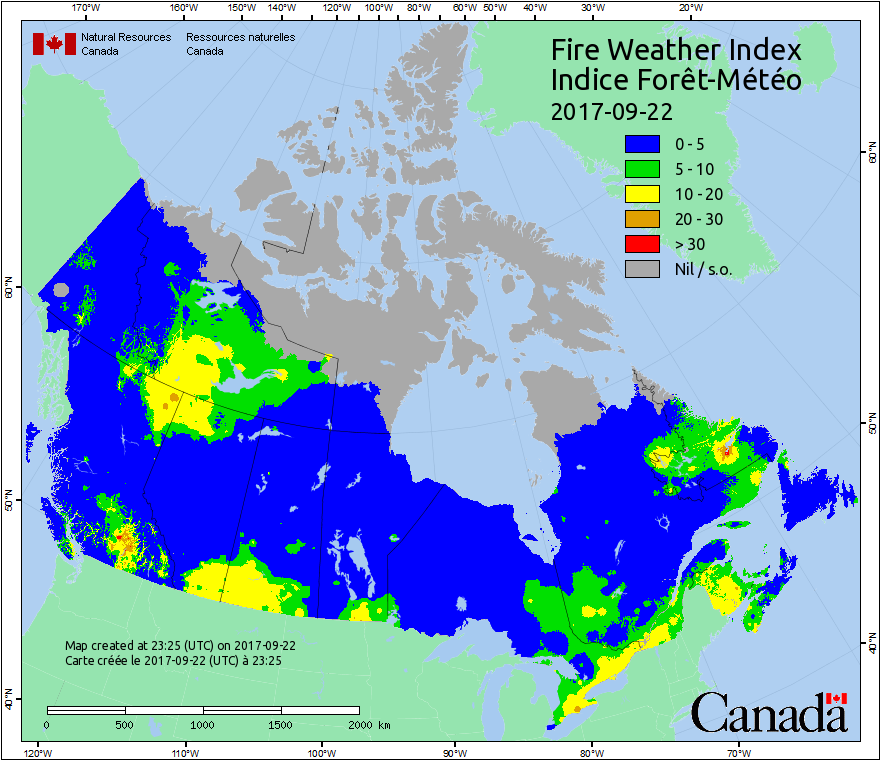 170°W 160°W 150°W 140°W 120°W 100°W 80°W 60°W 50°W 40°W 30°W 20°W
Natural Resources Ressources naturelles
Canada Canada
Fire Weather Index
Indice Forêt-Météo
2017-09-22
0 - 5
5 - 10
10 - 20
20 - 30
> 30
Nil / s.o.
60°N
60°N
50°N
50°N
40°N
40°N
Map created at 23:25 (UTC) on 2017-09-22
Carte créée le 2017-09-22 (UTC) à 23:25
0 500 1000 1500 2000 km
Canada
120°W 110°W 100°W 90°W 80°W 70°W